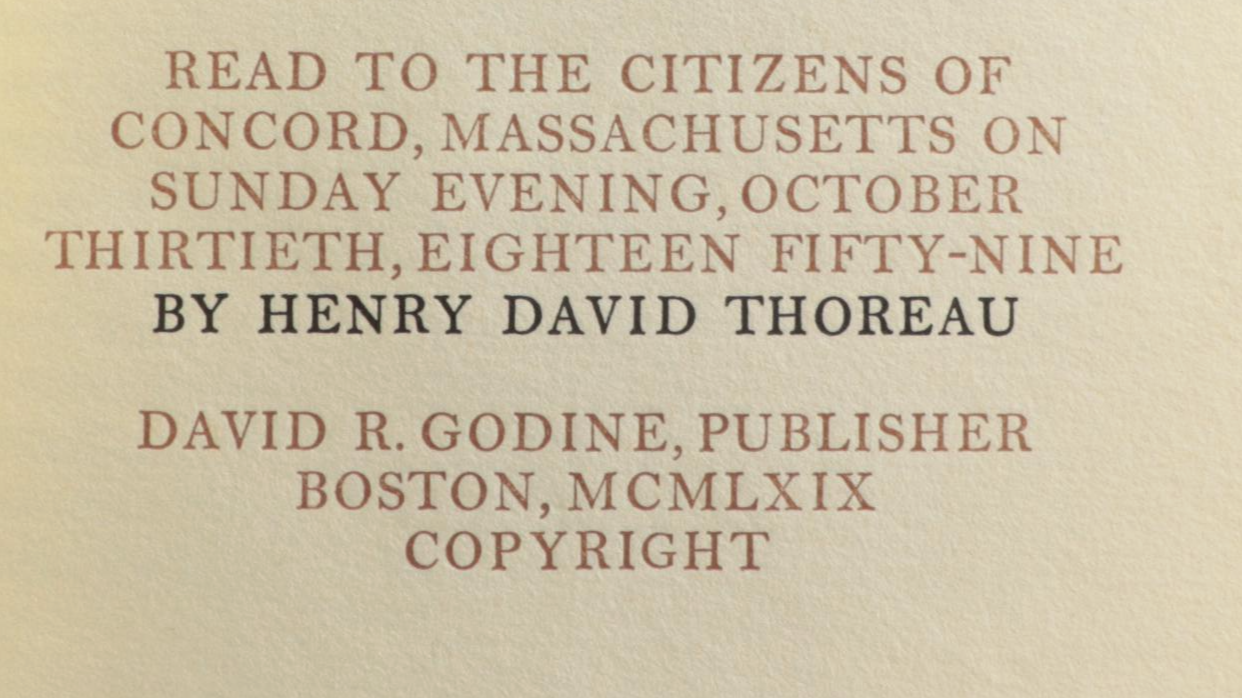 READ TO THE CITIZENS OF
CONCORD, MASSACHUSETTS ON
SUNDAY EVENING, OCTOBER
THIRTIETH, EIGHTEEN FIFTY-NINE
BY HENRY DAVID THOREAU
DAVID R. GODINE, PUBLISHER
BOSTON, MCMLXIX
COPYRIGHT